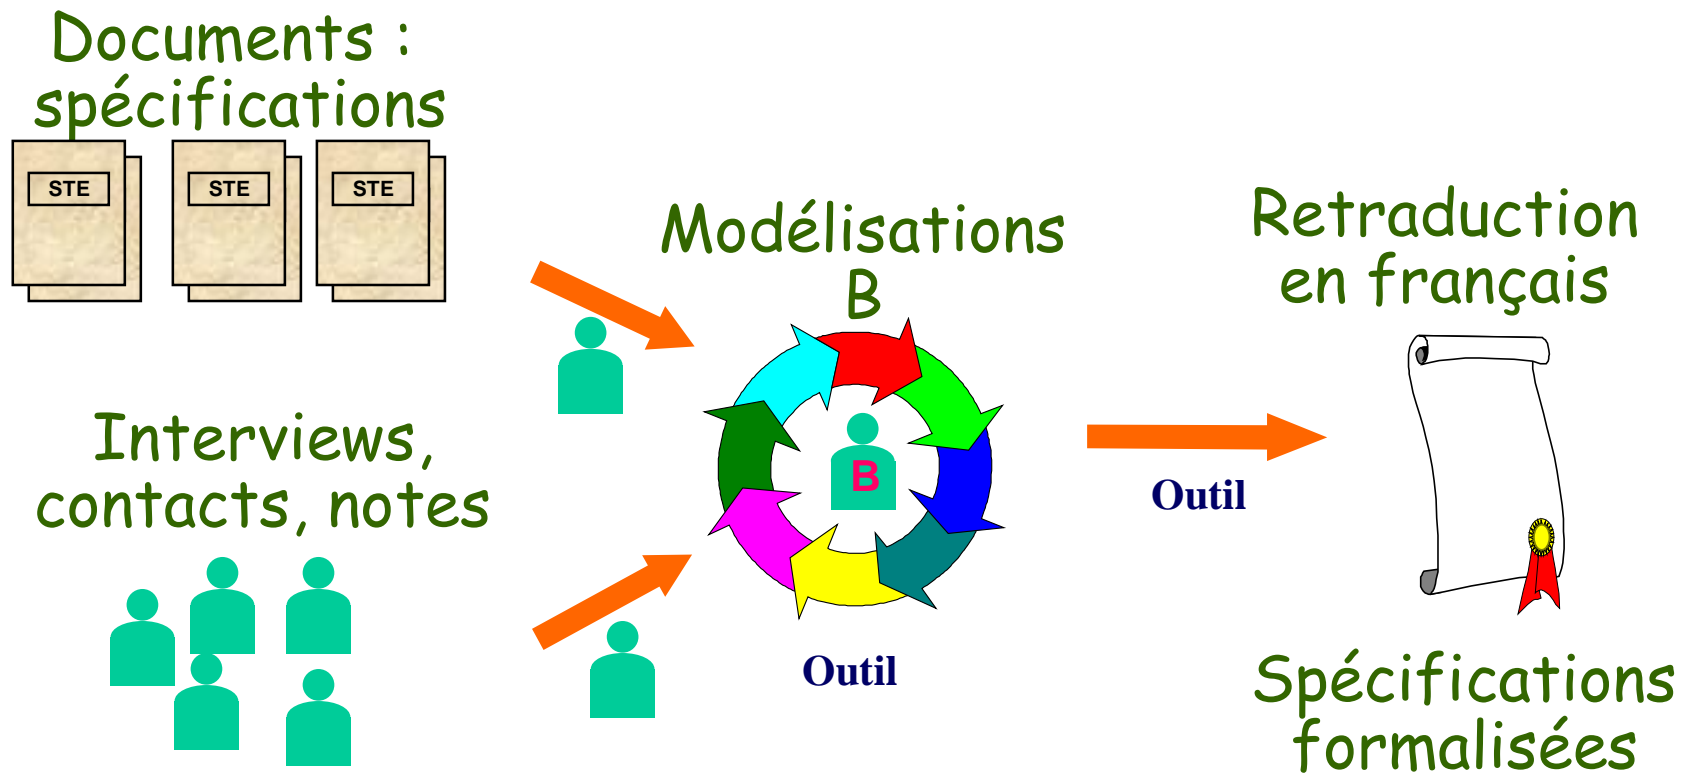 Documents :
spécifications
STE
STE
STE
Interviews,
contacts, notes
Modélisations
B
B
Outil
Outil
Retraduction
en français
Spécifications
formalisées